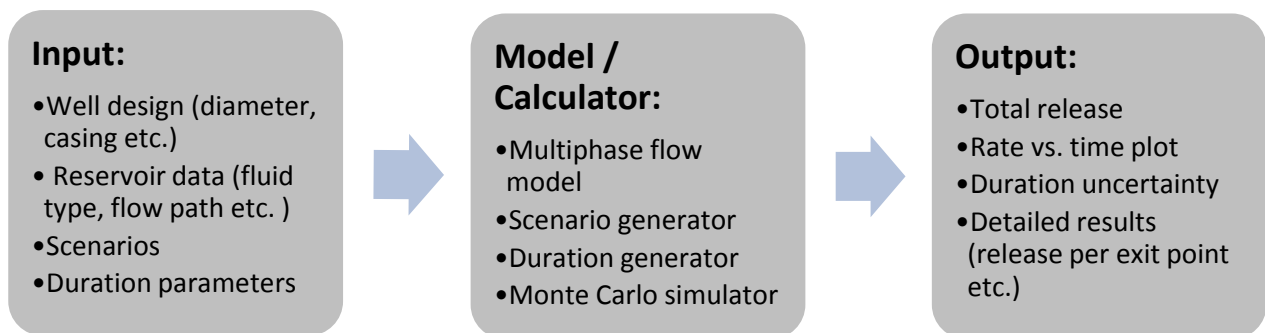 Input:
•Well design (diameter,
casing etc.)
• Reservoir data (fluid
type, flow path etc. )
•Scenarios
•Duration parameters
Model /
Calculator:
•Multiphase flow
model
•Scenario generator
•Duration generator
•Monte Carlo simulator
Output:
•Total release
•Rate vs. time plot
•Duration uncertainty
•Detailed results
(release per exit point
etc.)